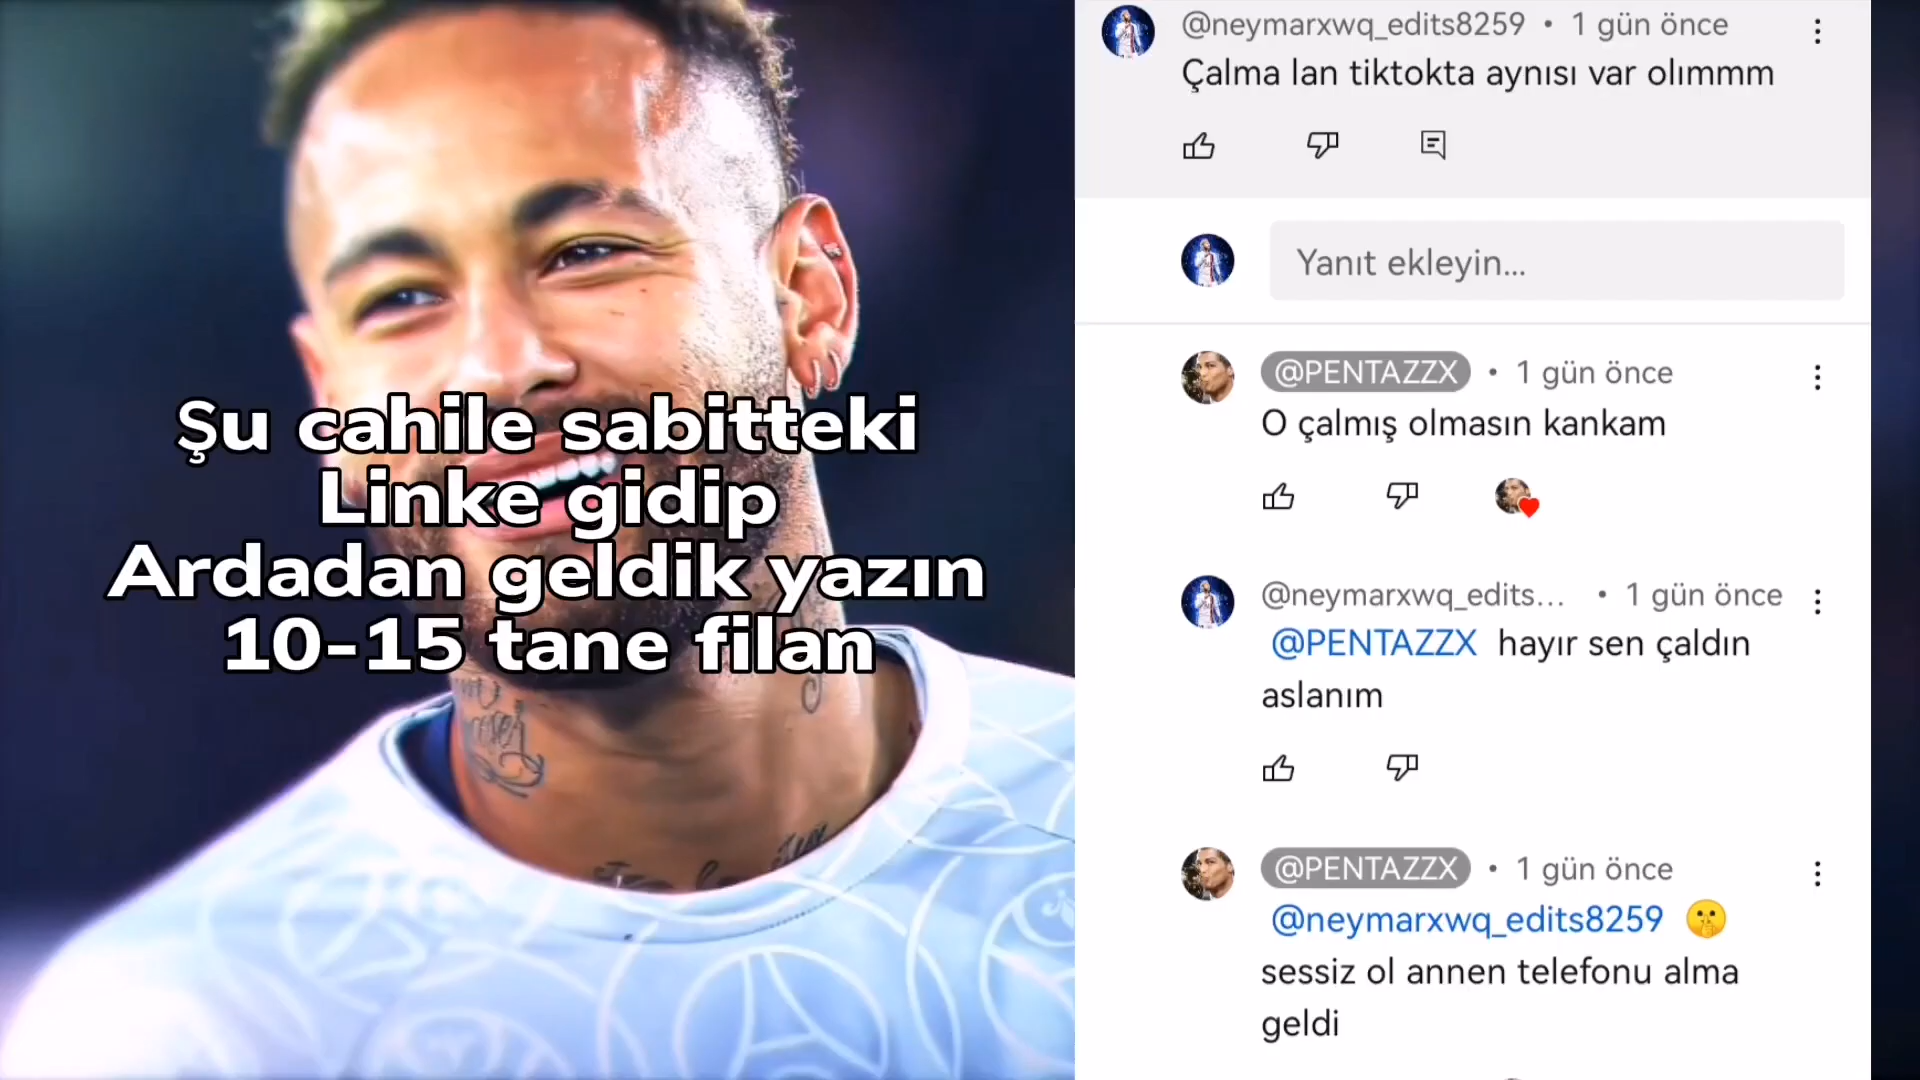 Şu cahile sabitteki
Linke gidip
Ardadan geldik yazın
10-15 tane filan
@neymarxwq_edits8259 • 1 gün önce
Çalma lan tiktokta aynısı var olımmm
Yanıt ekleyin...
@PENTAZZX • 1 gün önce
O çalmış olmasın kankam
@neymarxwq_edits... • 1 gün önce
@PENTAZZX hayır sen çaldın
aslanım
@PENTAZZX • 1 gün önce
@neymarxwq_edits8259 🤫
sessiz ol annen telefonu alma
geldi